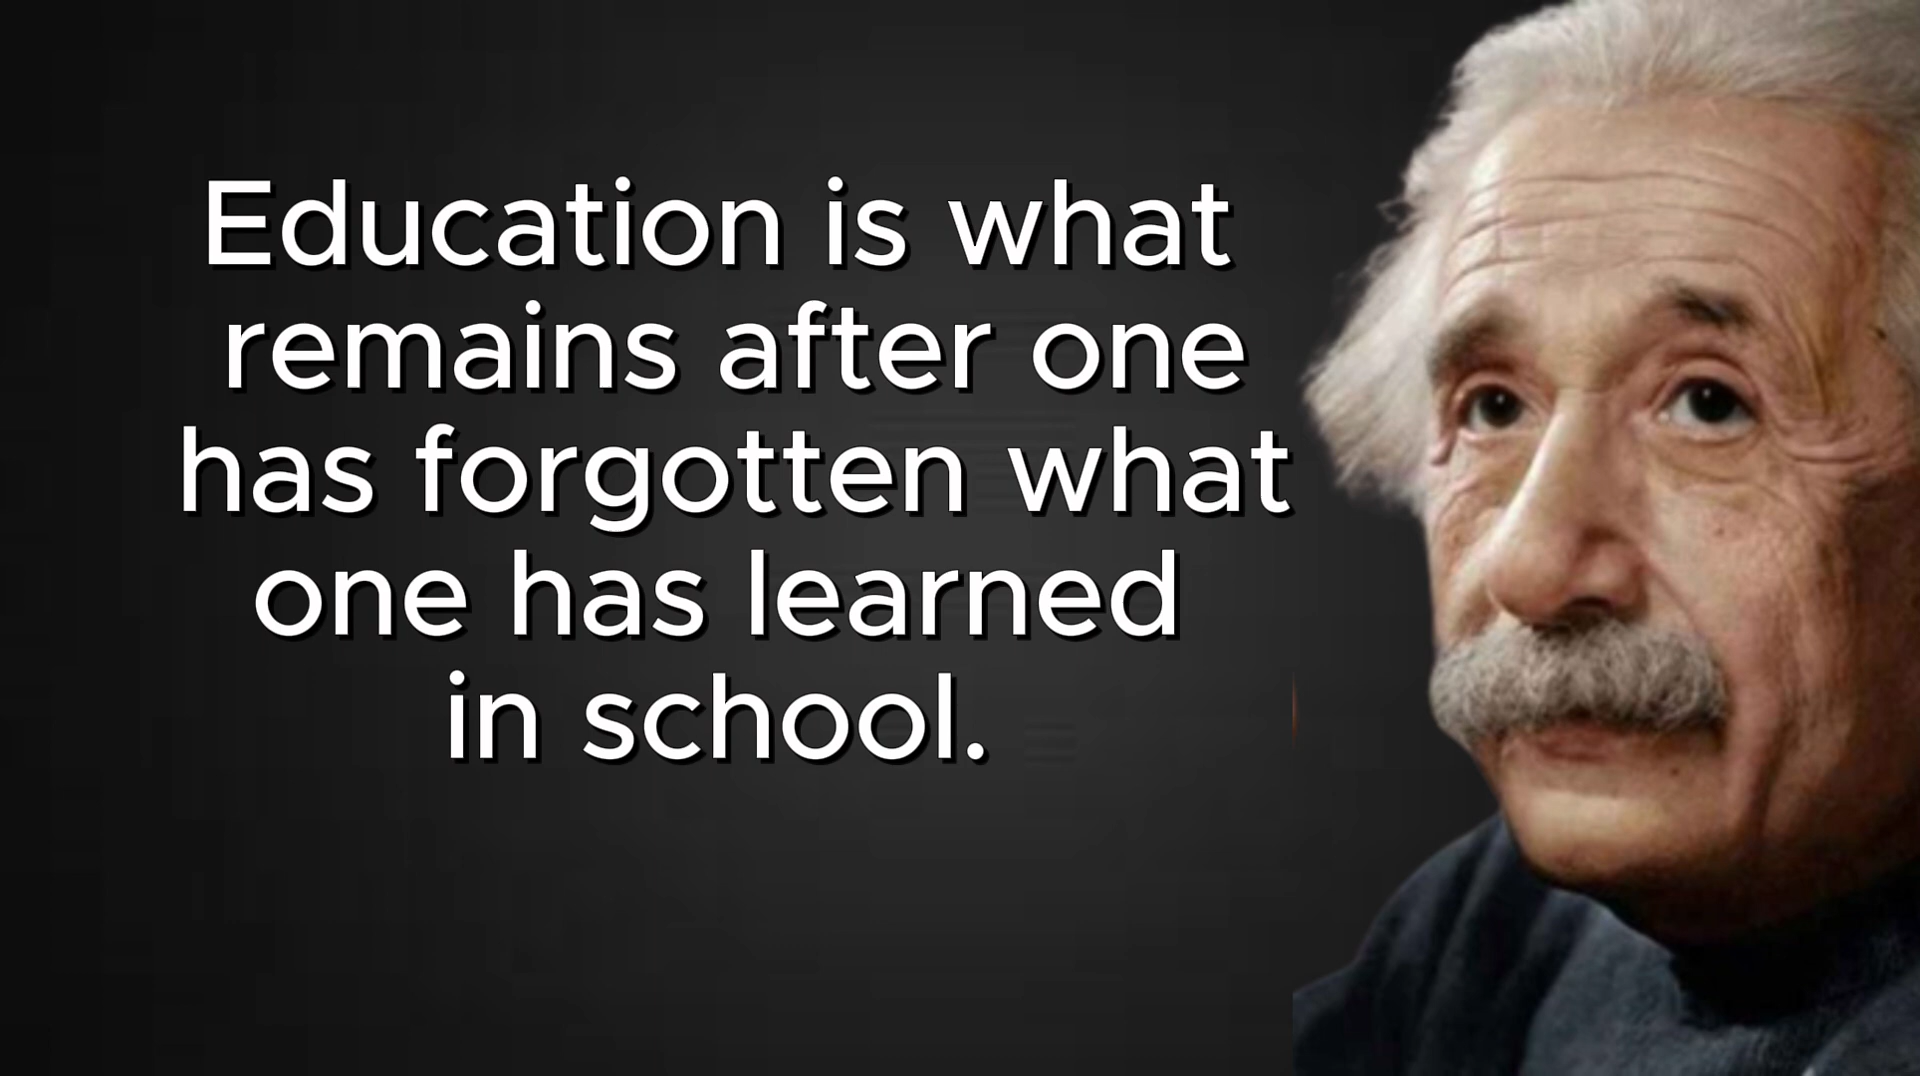 Education is what
remains after one
has forgotten what
one has learned
in school.